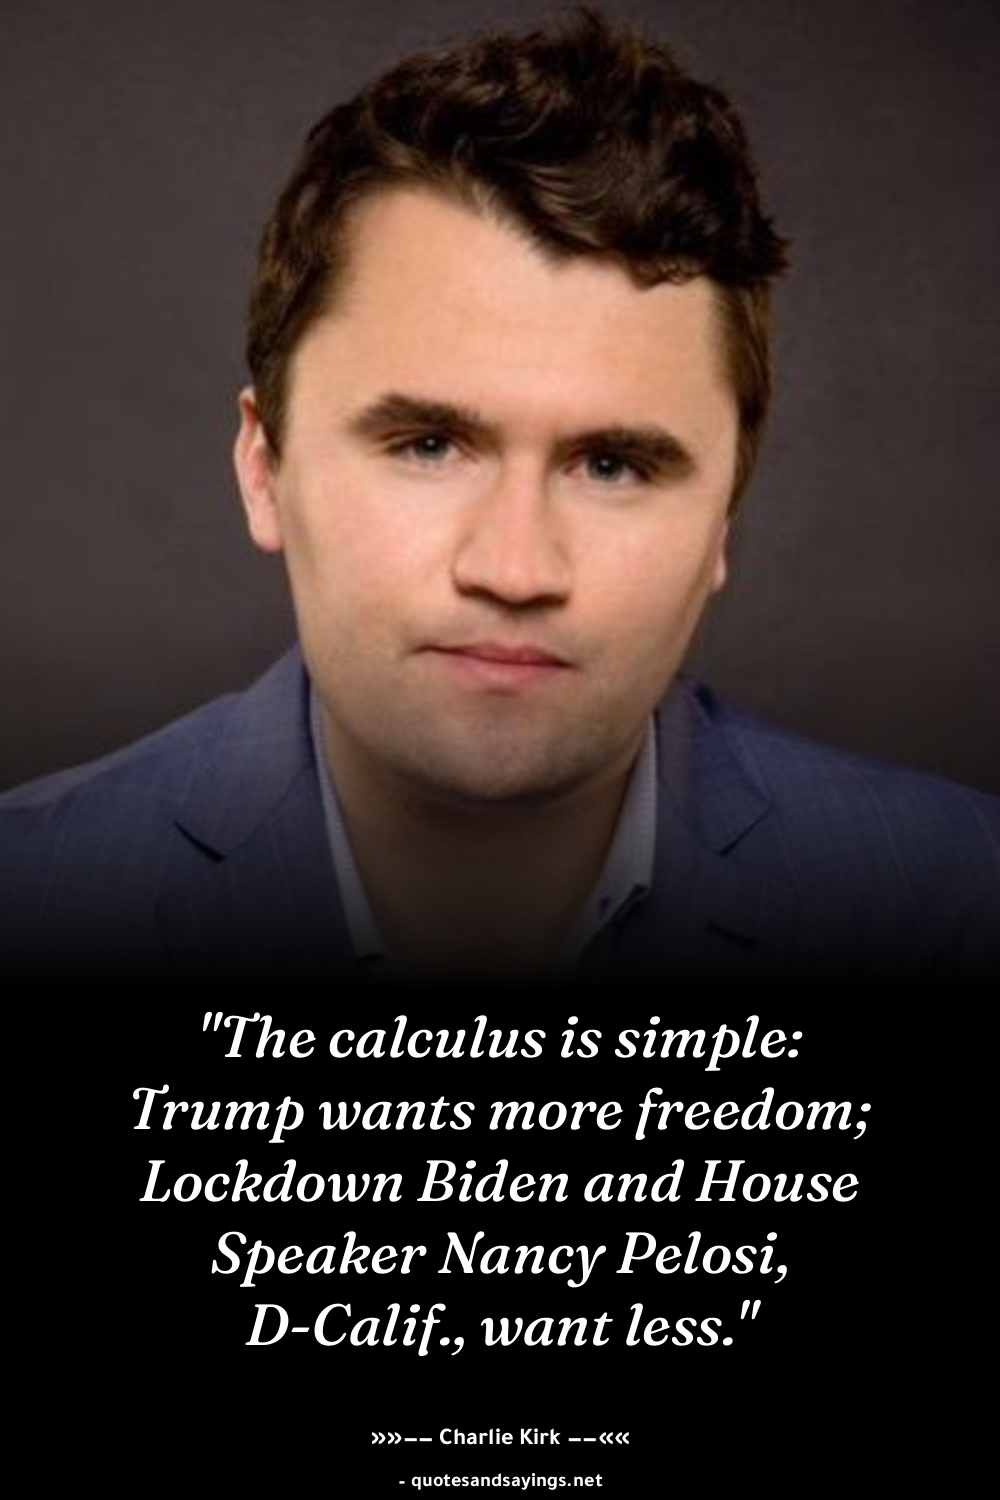 "The calculus is simple:
Trump wants more freedom;
Lockdown Biden and House
Speaker Nancy Pelosi,
D-Calif., want less."
»»−− Charlie Kirk −−««
- quotesandsayings.net